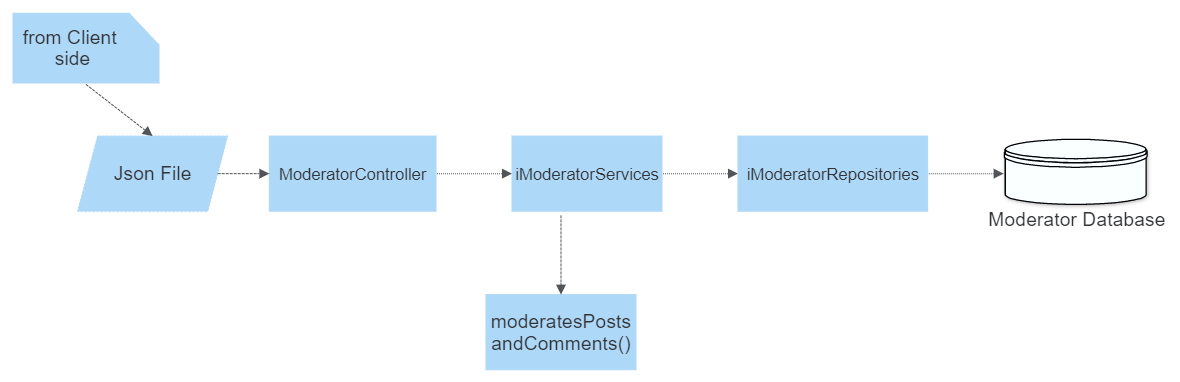 from Client
side
Json File
ModeratorController
iModeratorServices
iModeratorRepositories
Moderator Database
moderatesPosts
andComments()